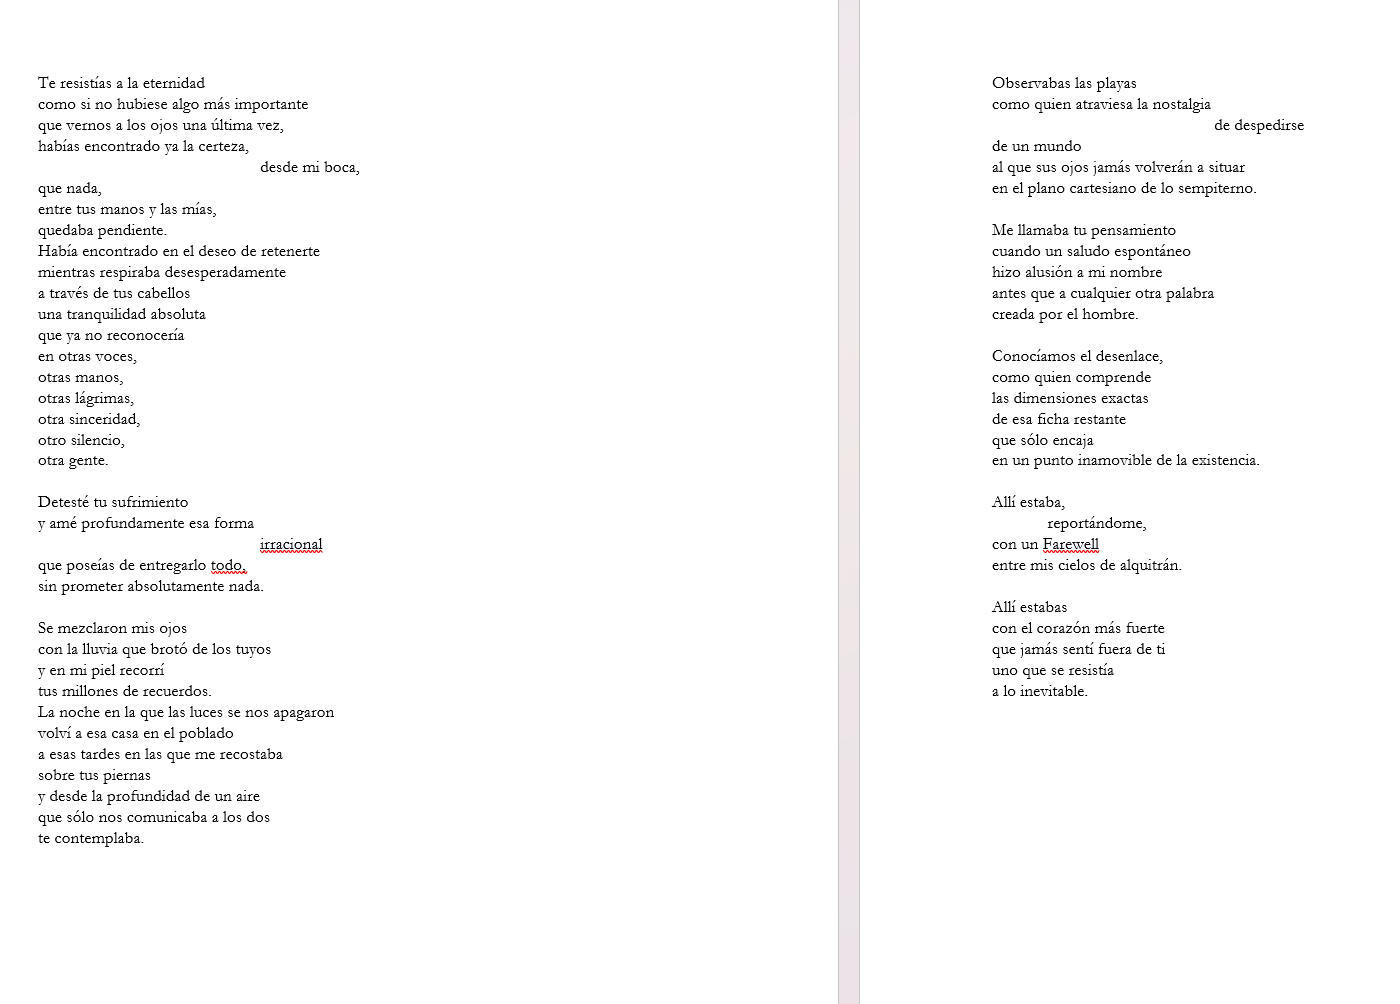 Te resistías a la eternidad
como si no hubiese algo más importante
que vernos a los ojos una última vez,
habías encontrado ya la certeza,
desde mi boca,
que nada,
entre tus manos y las mías,
quedaba pendiente.
Había encontrado en el deseo de retenerte
mientras respiraba desesperadamente
a través de tus cabellos
una tranquilidad absoluta
que ya no reconocería
en otras voces,
otras manos,
otras lágrimas,
otra sinceridad,
otro silencio,
otra gente.

Detesté tu sufrimiento
y amé profundamente esa forma
irracional
que poseías de entregarlo todo,
sin prometer absolutamente nada.

Se mezclaron mis ojos
con la lluvia que brotó de los tuyos
y en mi piel recorrí
tus millones de recuerdos.
La noche en la que las luces se nos apagaron
volví a esa casa en el poblado
a esas tardes en las que me recostaba
sobre tus piernas
y desde la profundidad de un aire
que sólo nos comunicaba a los dos
te contemplaba.

Observabas las playas
como quien atraviesa la nostalgia
de despedirse
de un mundo
al que sus ojos jamás volverán a situar
en el plano cartesiano de lo sempiterno.

Me llamaba tu pensamiento
cuando un saludo espontáneo
hizo alusión a mi nombre
antes que a cualquier otra palabra
creada por el hombre.

Conocíamos el desenlace,
como quien comprende
las dimensiones exactas
de esa ficha restante
que sólo encaja
en un punto inamovible de la existencia.

Allí estaba,
reportándome,
con un Farewell
entre mis cielos de alquitrán.

Allí estabas
con el corazón más fuerte
que jamás sentí fuera de ti
uno que se resistía
a lo inevitable.